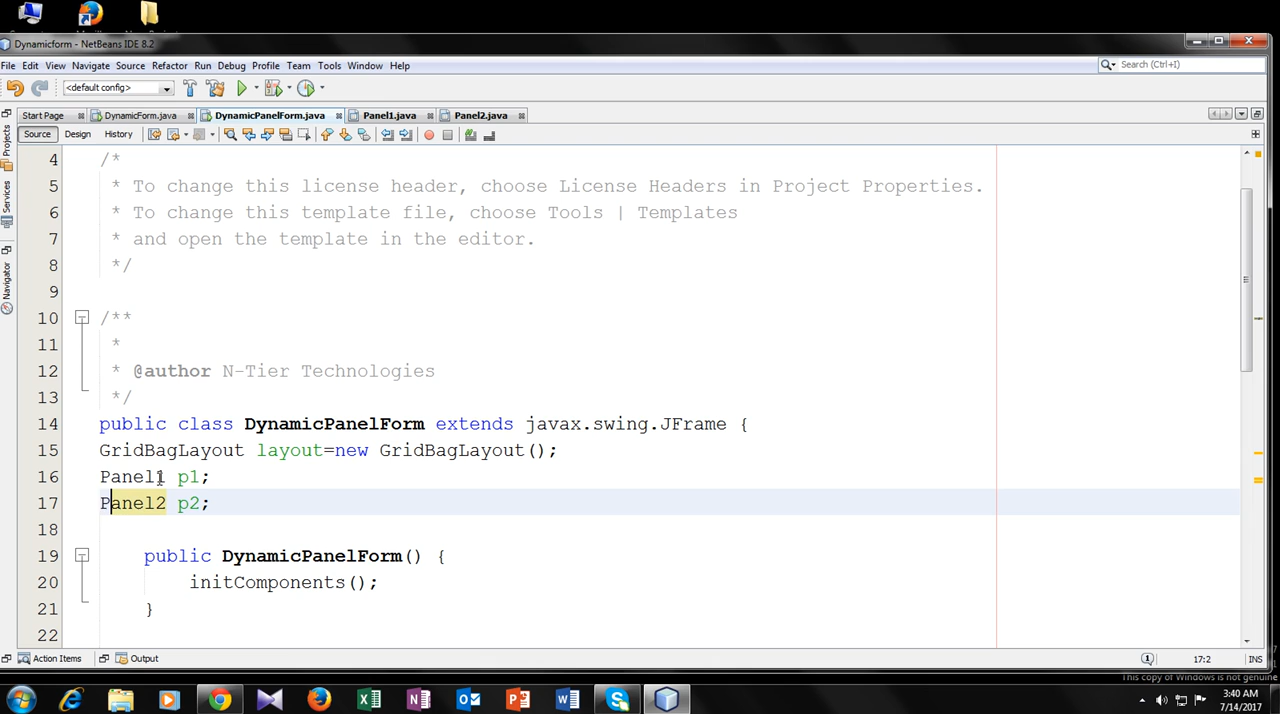 Dynamicform - NetBeans IDE 8.2
File Edit View Navigate Source Refactor Run Debug Profile Team Tools Window Help
Search (Ctrl+I)
<default config>
Start Page DynamicForm.java DynamicPanelForm.java Panel1.java Panel2.java
Source Design History
Projects
Services
Navigator
4 /*
5 * To change this license header, choose License Headers in Project Properties.
6 * To change this template file, choose Tools | Templates
7 * and open the template in the editor.
8 */
9
10 /**
11 *
12 * @author N-Tier Technologies
13 */
14 public class DynamicPanelForm extends javax.swing.JFrame {
15 GridBagLayout layout=new GridBagLayout();
16 Panel1 p1;
17 Panel2 p2;
18
19 public DynamicPanelForm() {
20 initComponents();
21 }
22
Action Items Output
1 17:2 INS
This copy of Windows is not genuine
3:40 AM
7/14/2017